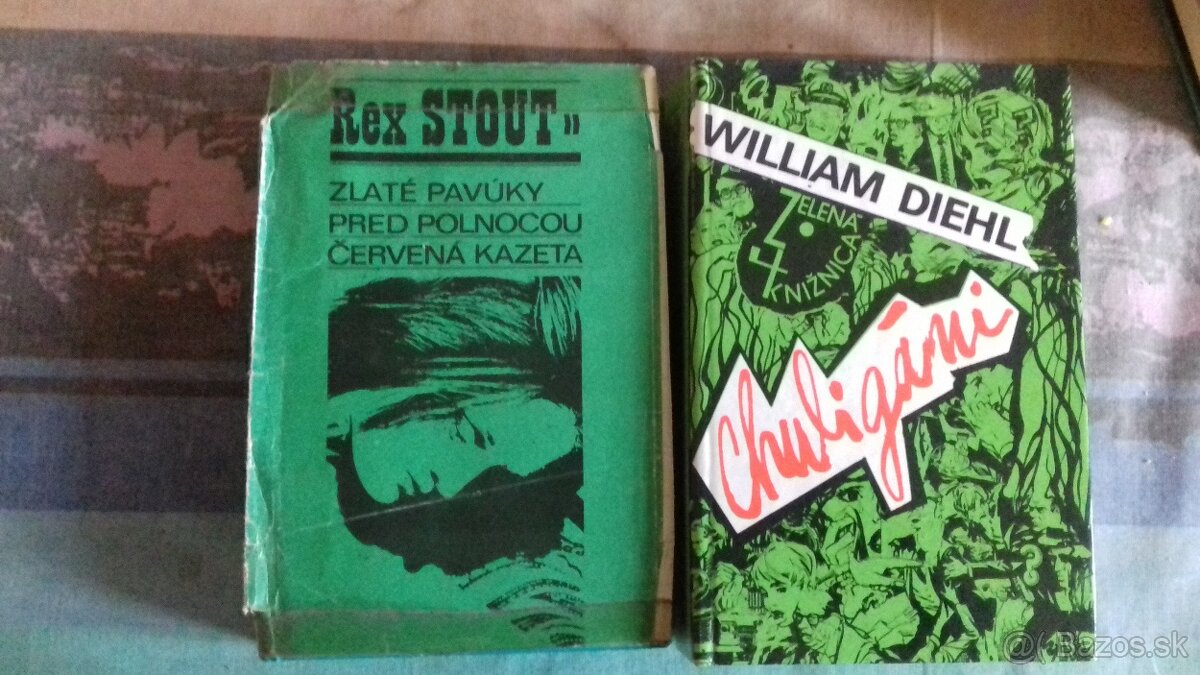 Rex STOUT»
ZLATÉ PAVÚKY
PRED POLNOCOU
ČERVENÁ KAZETA
WILLIAM DIEHL
ZELENÁ
KNIŽNICA
Chuligáni
@Bazos.sk